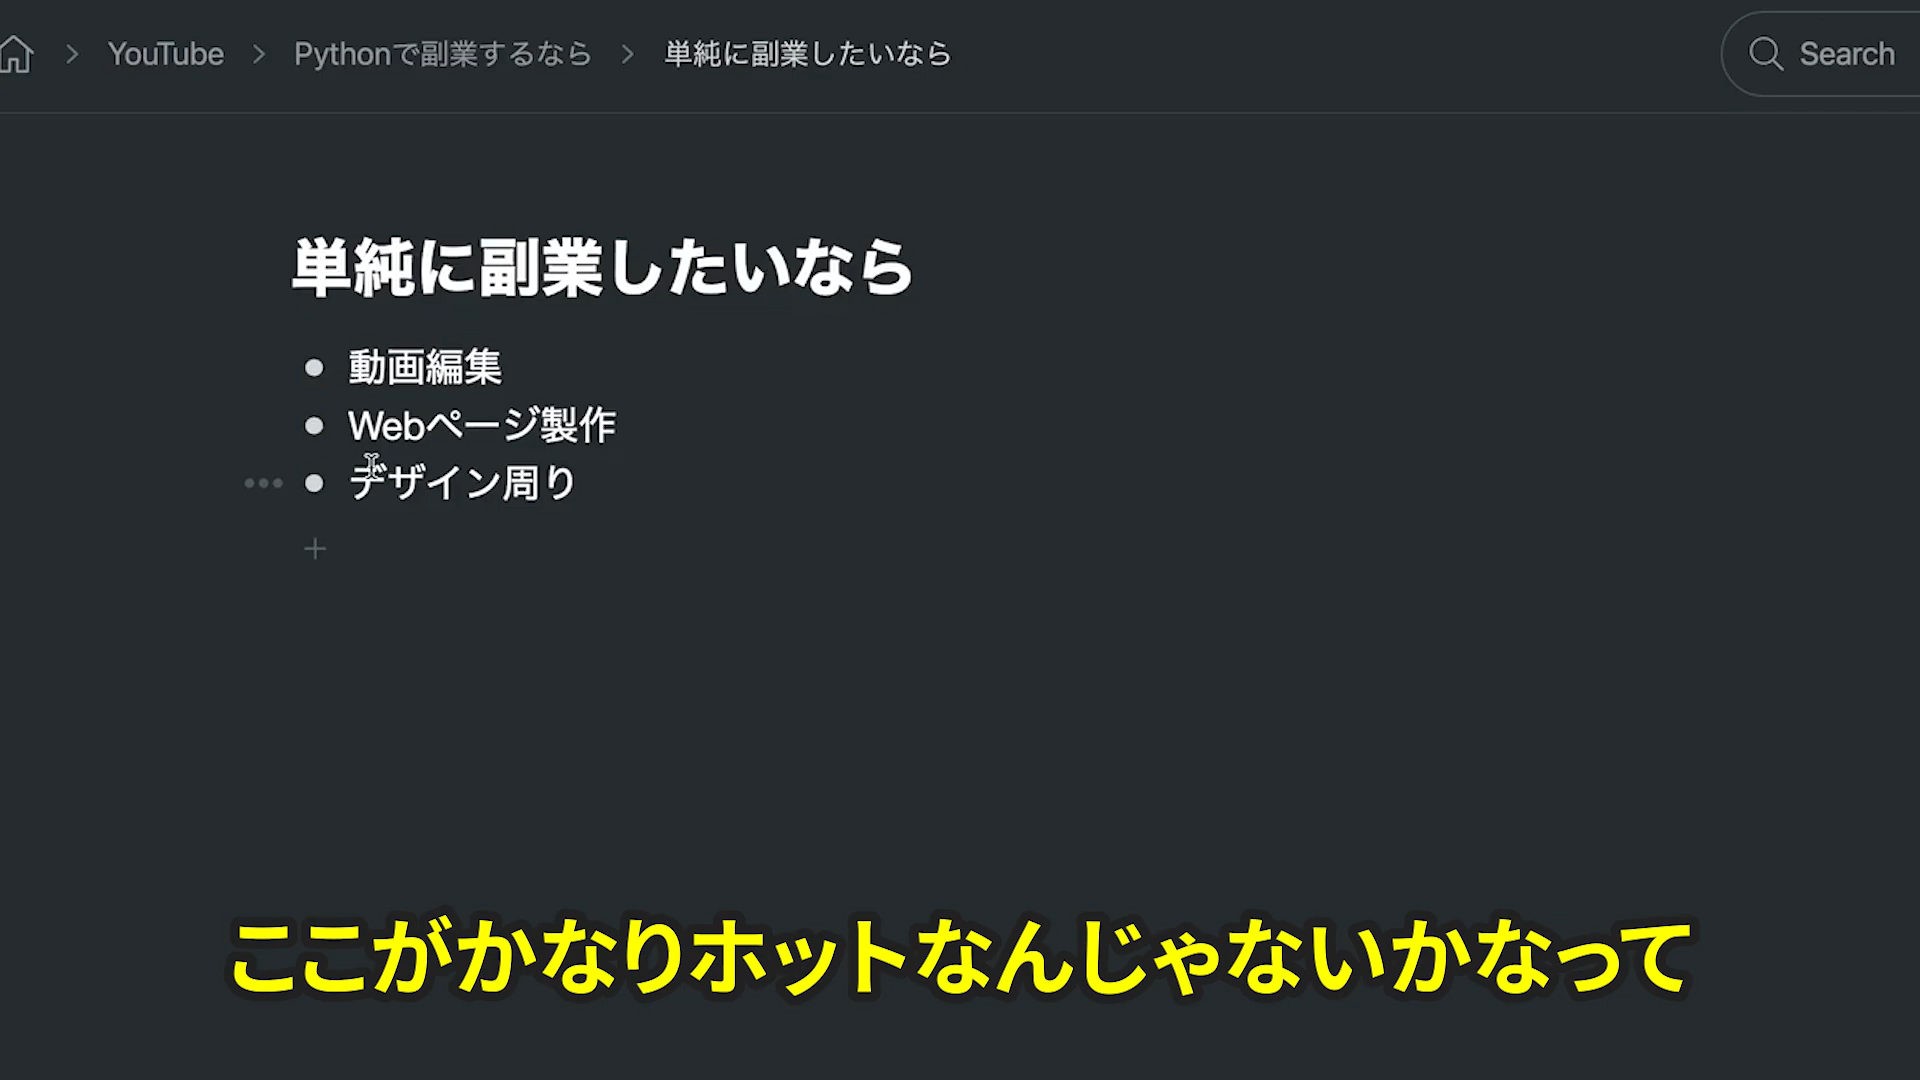 YouTube > Pythonで副業するなら > 単純に副業したいなら
Search
単純に副業したいなら
動画編集
Webページ製作
デザイン周り
ここがかなりホットなんじゃないかなって